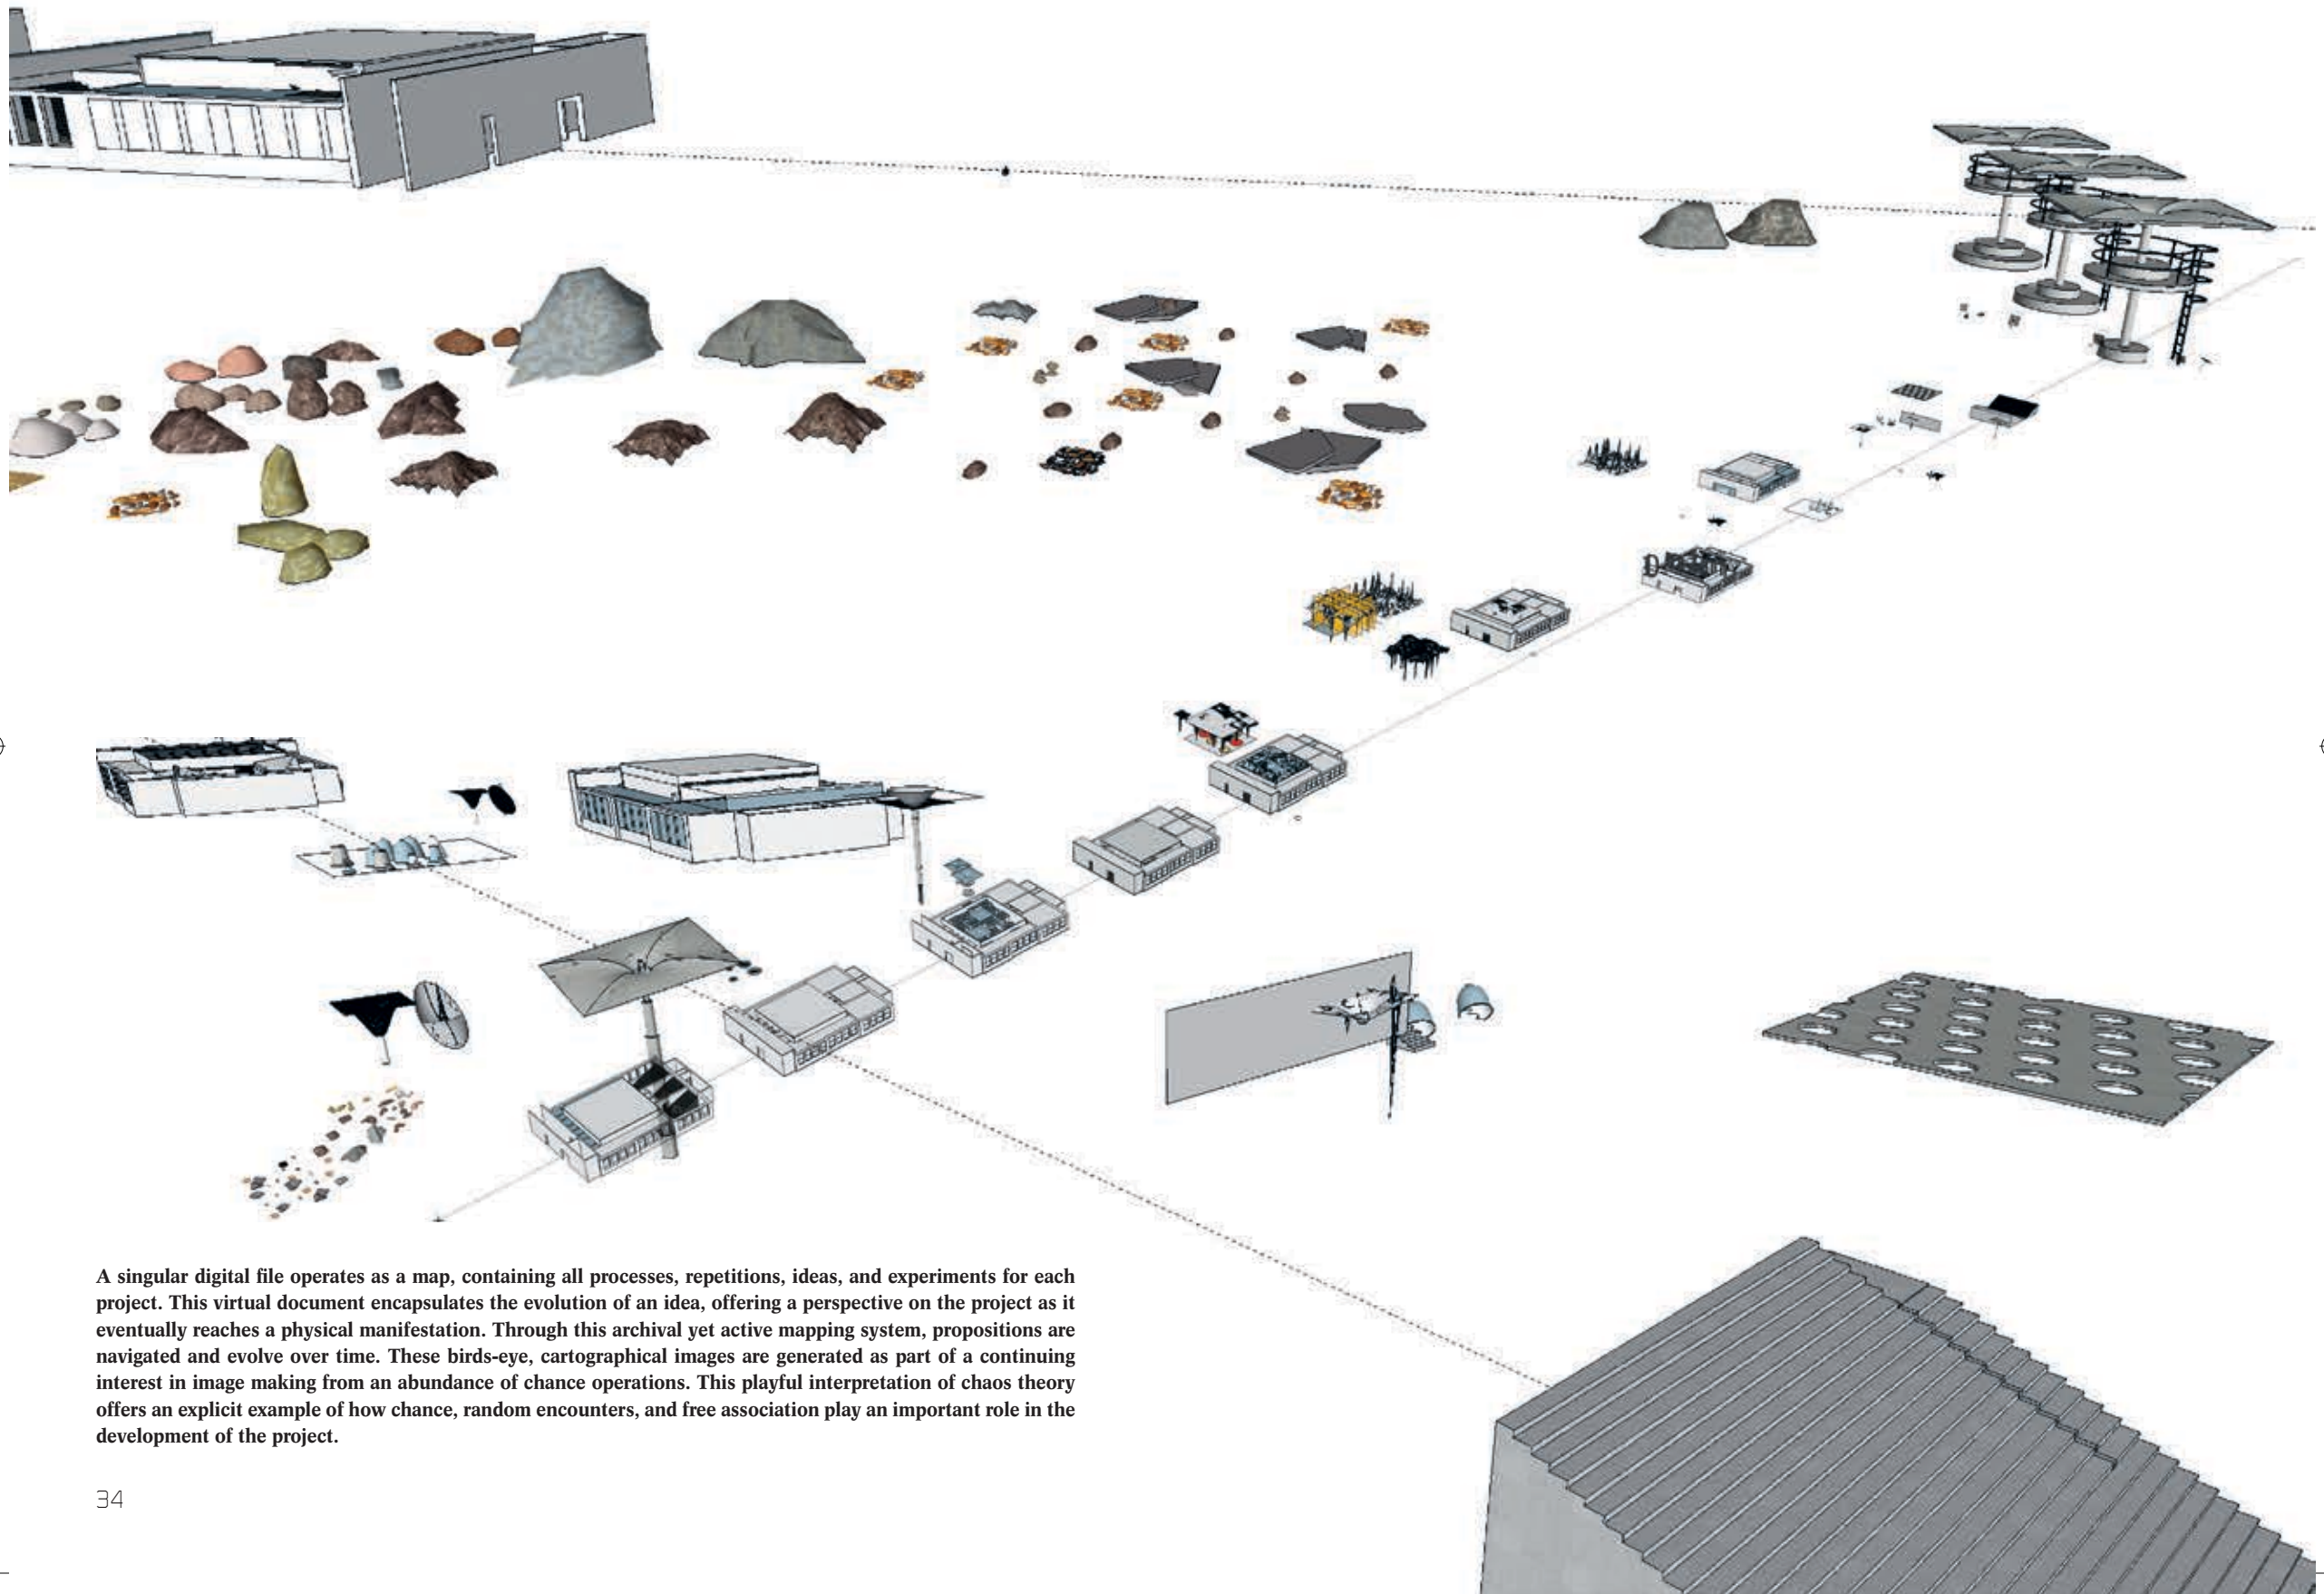 A singular digital file operates as a map, containing all processes, repetitions, ideas, and experiments for each
project. This virtual document encapsulates the evolution of an idea, offering a perspective on the project as it
eventually reaches a physical manifestation. Through this archival yet active mapping system, propositions are
navigated and evolve over time. These birds-eye, cartographical images are generated as part of a continuing
interest in image making from an abundance of chance operations. This playful interpretation of chaos theory
offers an explicit example of how chance, random encounters, and free association play an important role in the
development of the project.
34